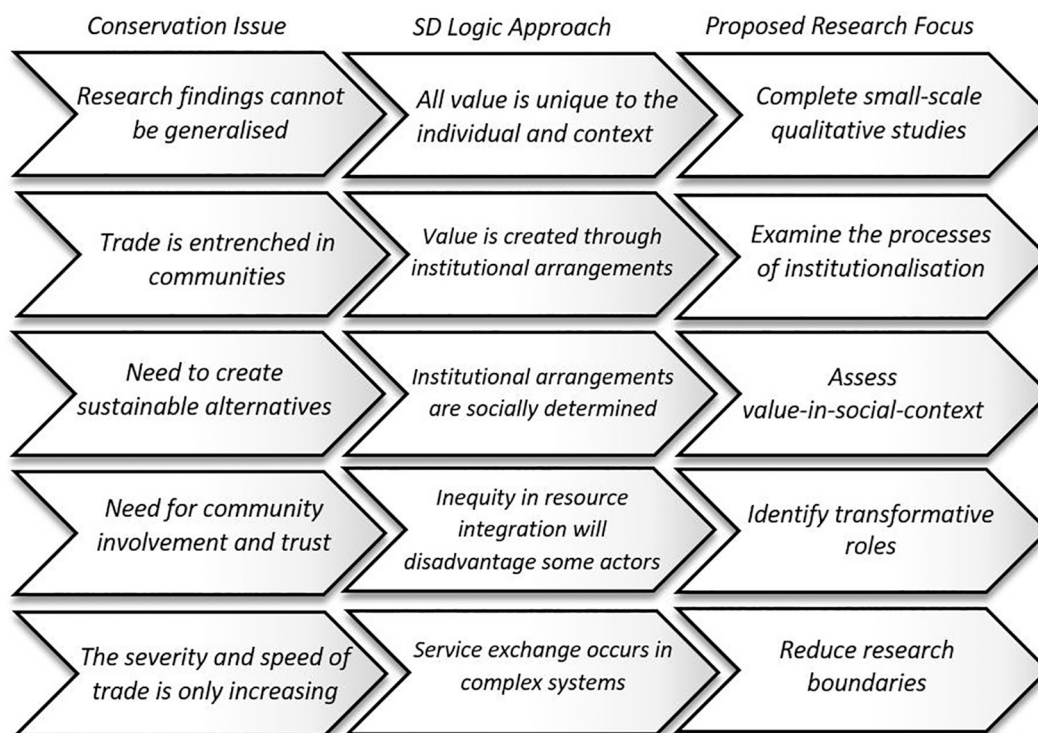 Conservation Issue
SD Logic Approach
Proposed Research Focus
Research findings cannot
be generalised
All value is unique to the
individual and context
Complete small-scale
qualitative studies
Trade is entrenched in
communities
Value is created through
institutional arrangements
Examine the processes
of institutionalisation
Need to create
sustainable alternatives
Institutional arrangements
are socially determined
Assess
value-in-social-context
Need for community
involvement and trust
Inequity in resource
integration will
disadvantage some actors
Identify transformative
roles
The severity and speed of
trade is only increasing
Service exchange occurs in
complex systems
Reduce research
boundaries